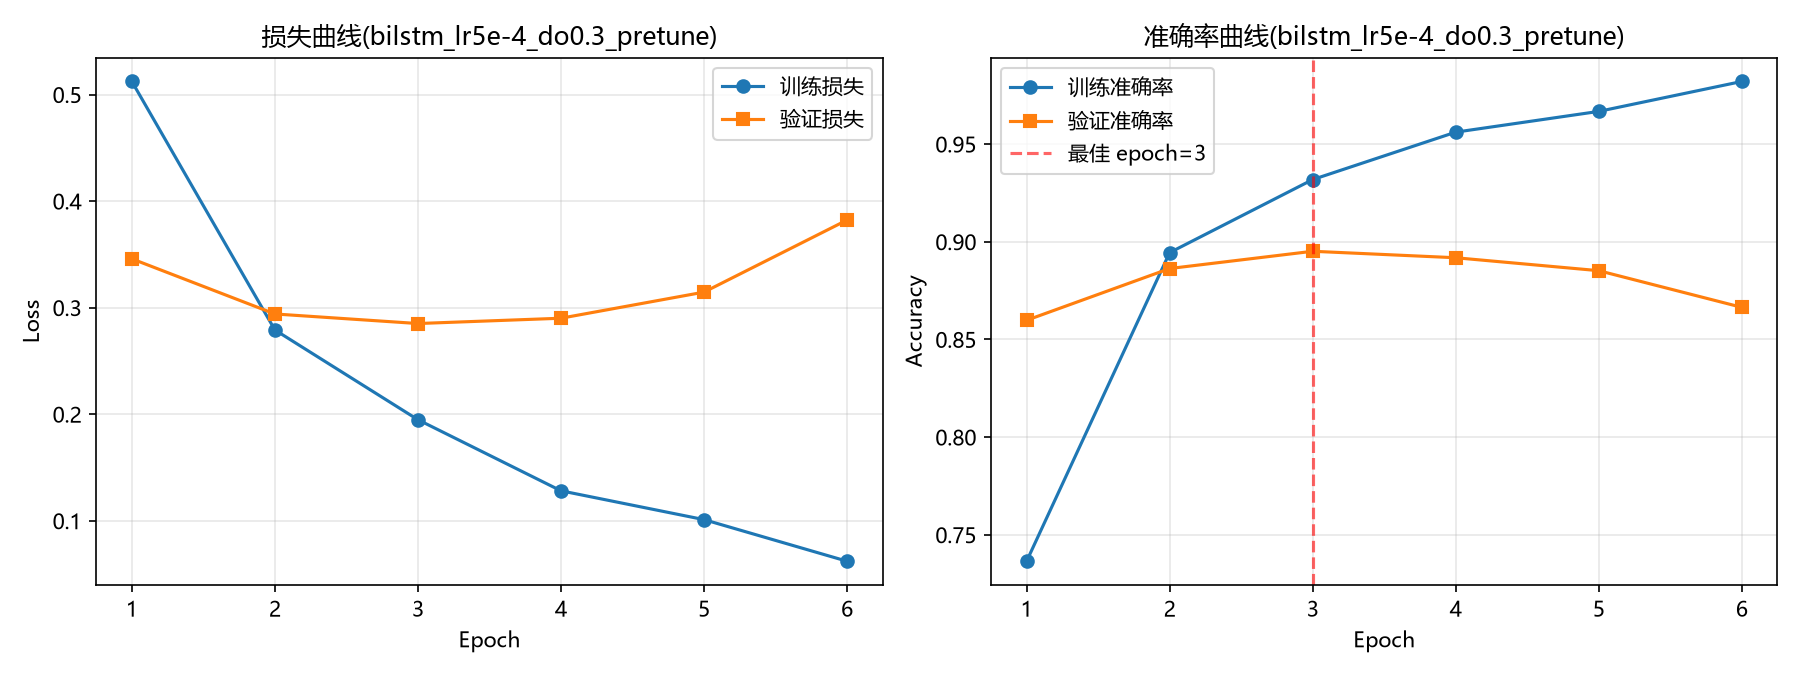 损失曲线(bilstm_lr5e-4_do0.3_pretune)
训练损失
验证损失
0.5
0.4
0.3
0.2
0.1
Loss
1 2 3 4 5 6
Epoch
准确率曲线(bilstm_lr5e-4_do0.3_pretune)
训练准确率
验证准确率
最佳 epoch=3
0.95
0.90
0.85
0.80
0.75
Accuracy
1 2 3 4 5 6
Epoch